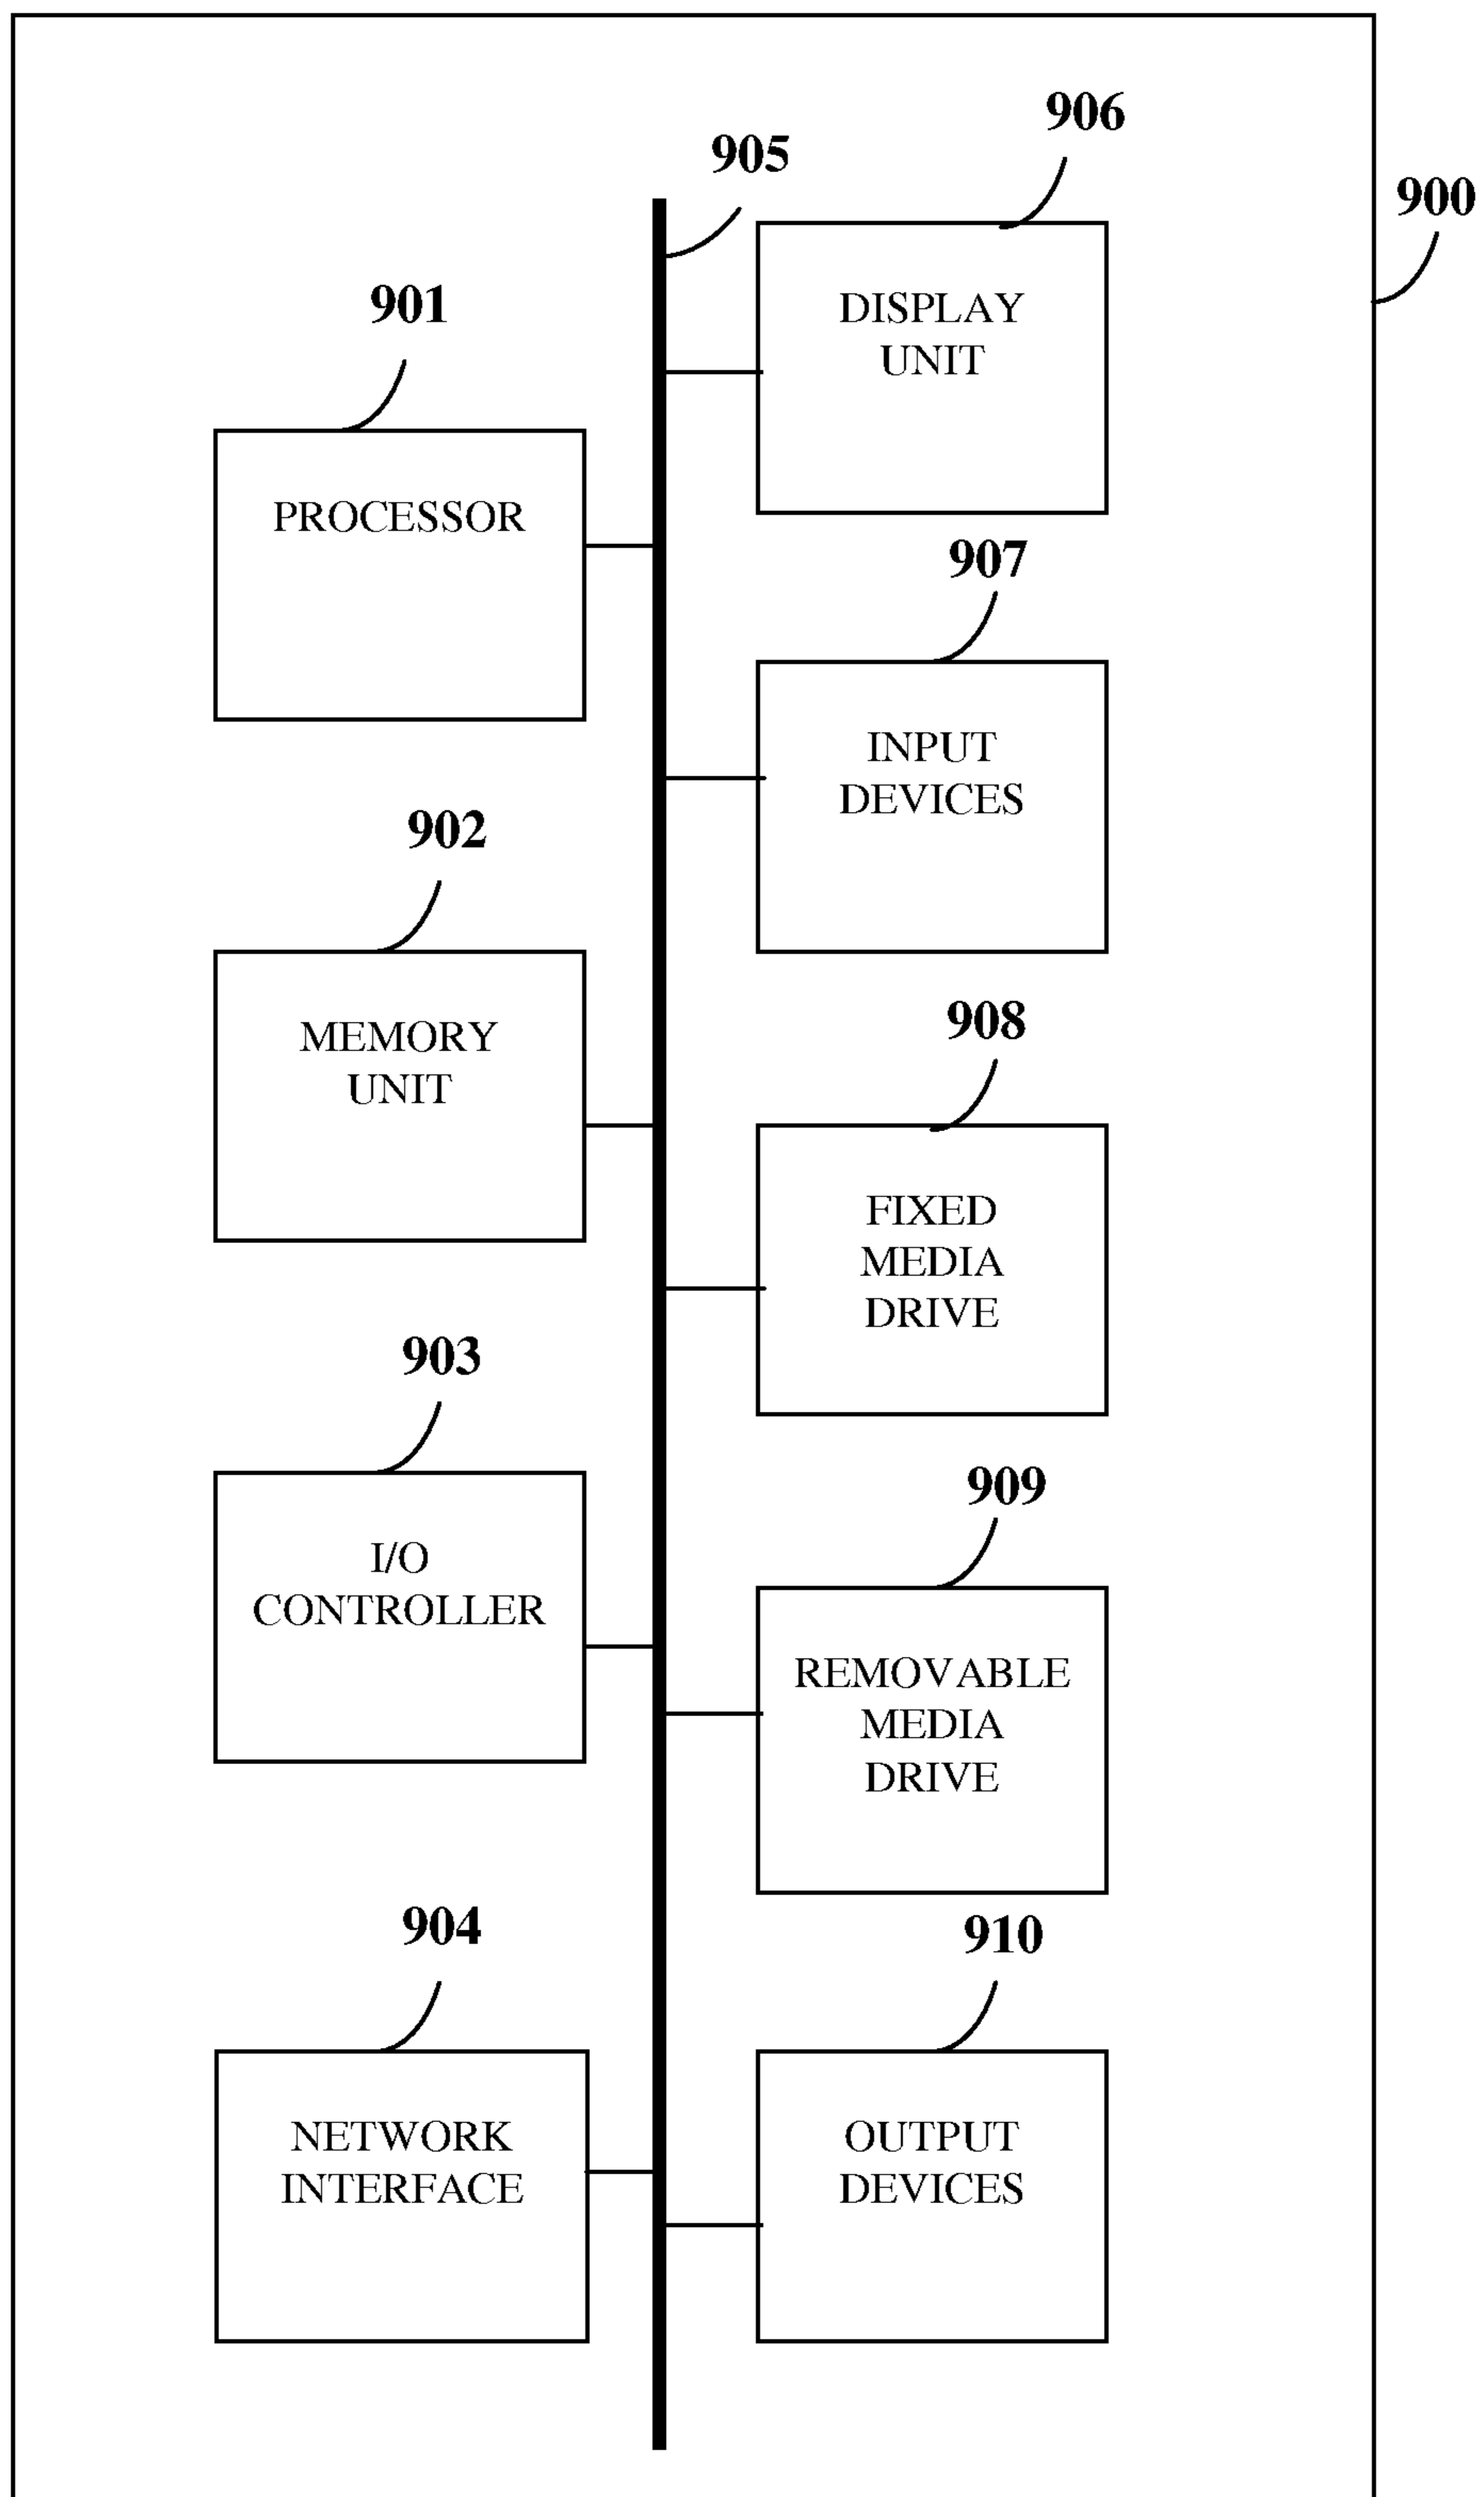 906
905
900
901
DISPLAY
UNIT
PROCESSOR
907
INPUT
DEVICES
902
908
MEMORY
UNIT
FIXED
MEDIA
DRIVE
903
909
I/O
CONTROLLER
REMOVABLE
MEDIA
DRIVE
904
910
NETWORK
INTERFACE
OUTPUT
DEVICES